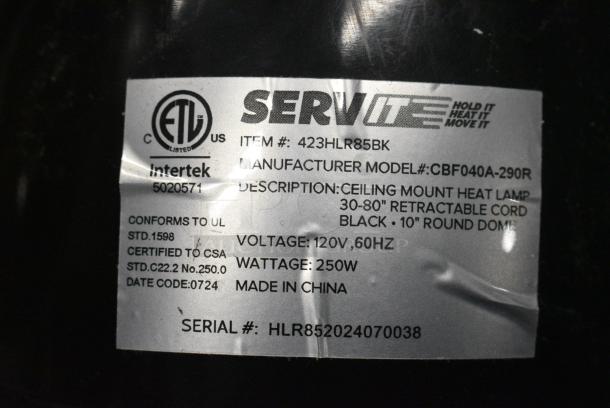 SERVIT HOLD IT
HEAT IT
MOVE IT
C ETL US
LISTED
Intertek
5020571
ITEM #: 423HLR85BK
MANUFACTURER MODEL#:CBF040A-290R
DESCRIPTION:CEILING MOUNT HEAT LAMP
30-80" RETRACTABLE CORD
BLACK • 10" ROUND DOME
CONFORMS TO UL
STD.1598
CERTIFIED TO CSA
STD.C22.2 No.250.0
DATE CODE:0724
VOLTAGE: 120V,60HZ
WATTAGE: 250W
MADE IN CHINA
SERIAL #: HLR852024070038